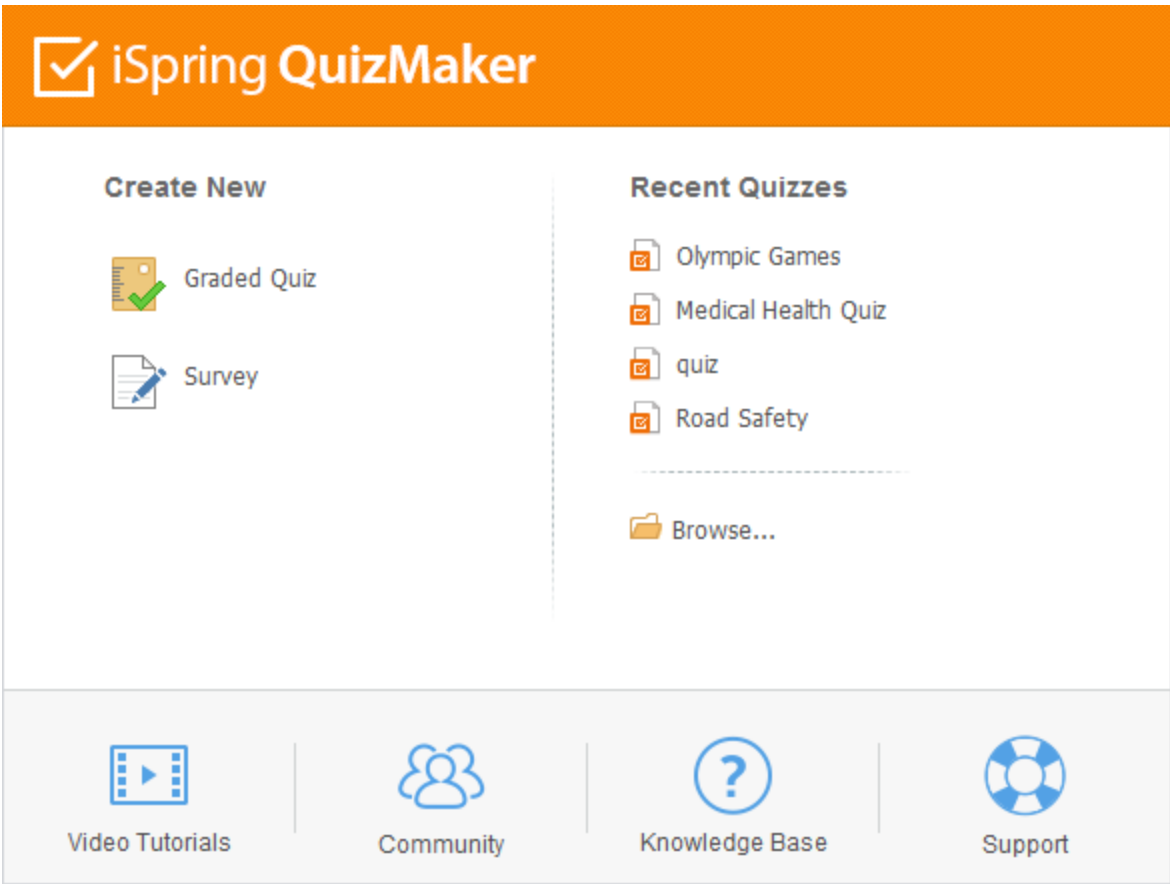 iSpring QuizMaker
Create New
Graded Quiz
Survey
Recent Quizzes
Olympic Games
Medical Health Quiz
quiz
Road Safety
Browse...
Video Tutorials
Community
Knowledge Base
Support